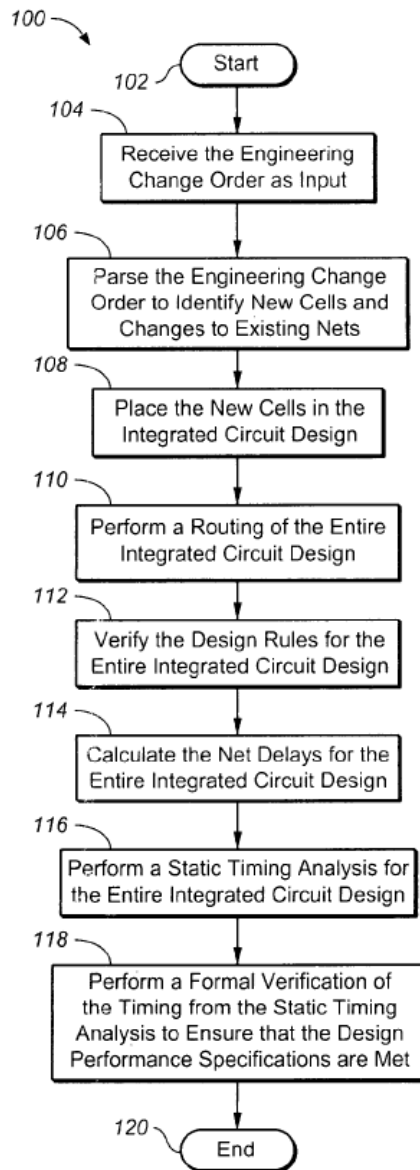 100
102
Start
104
Receive the Engineering
Change Order as Input
106
Parse the Engineering Change
Order to Identify New Cells and
Changes to Existing Nets
108
Place the New Cells in the
Integrated Circuit Design
110
Perform a Routing of the Entire
Integrated Circuit Design
112
Verify the Design Rules for the
Entire Integrated Circuit Design
114
Calculate the Net Delays for the
Entire Integrated Circuit Design
116
Perform a Static Timing Analysis for
the Entire Integrated Circuit Design
118
Perform a Formal Verification of
the Timing from the Static Timing
Analysis to Ensure that the Design
Performance Specifications are Met
120
End